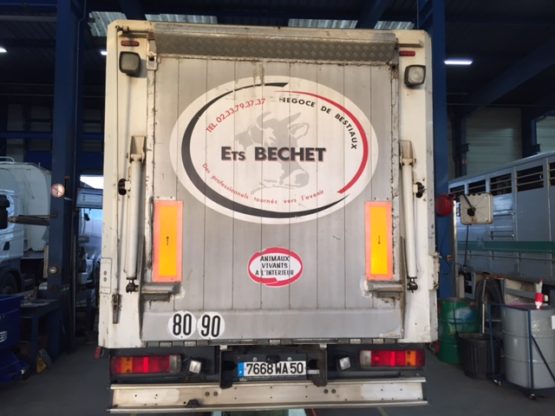 TEL. 02.33.79.37.37
NEGOCE DE BESTIAUX
ETS BECHET
Des professionnels tournés vers l'avenir
ANIMAUX
VIVANTS
A L'INTERIEUR
80 90
7668 WA 50